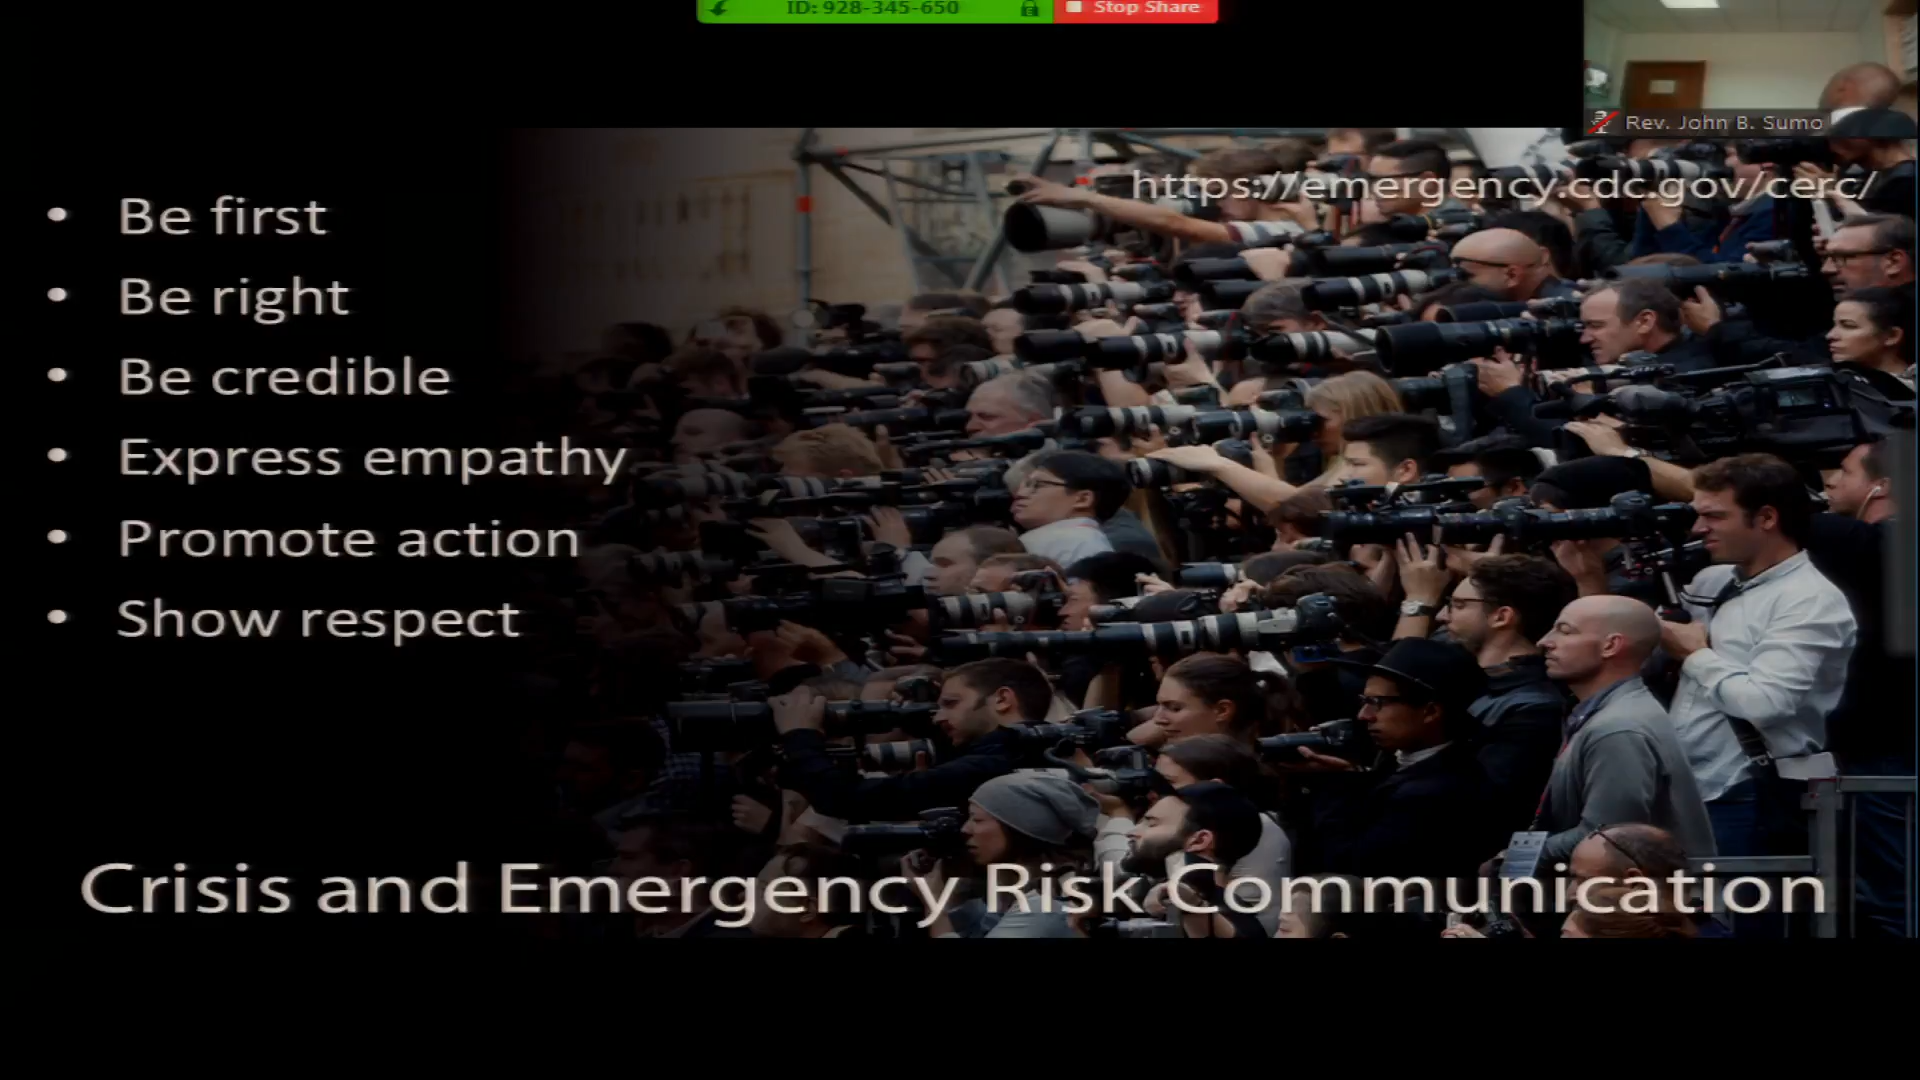 ID: 928-345-650
Stop Share
Rev. John B. Sumo
https://emergency.cdc.gov/cerc/
• Be first
• Be right
• Be credible
• Express empathy
• Promote action
• Show respect
Crisis and Emergency Risk Communication